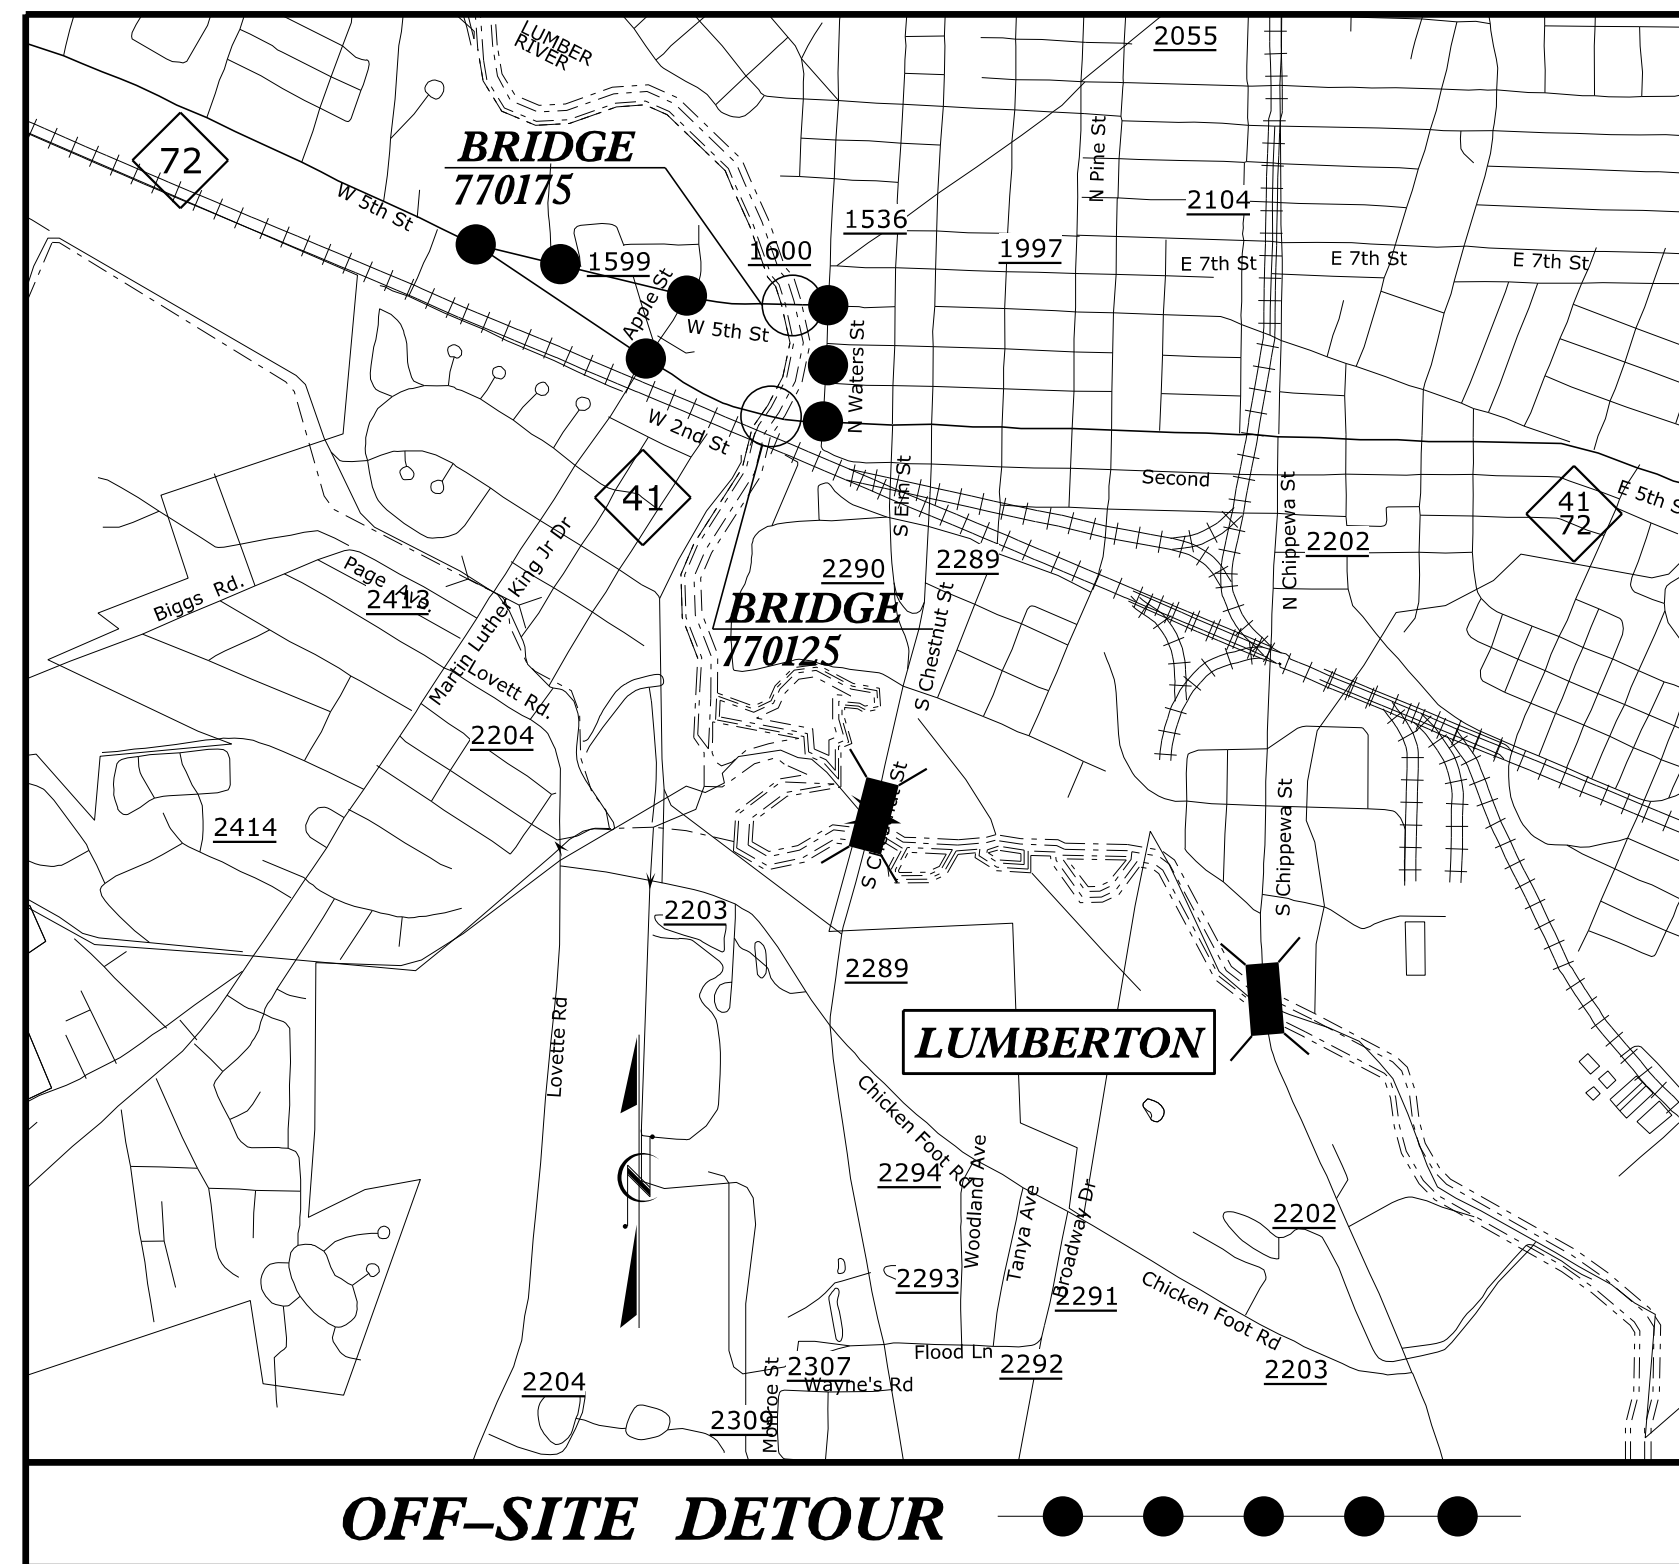 LUMBER
RIVER
2055
BRIDGE
770175
72
W 5th St
N Pine St
2104
1536
1997
1600
1599
E 7th St
E 7th St
E 7th St
Apple St
W 5th St
N Waters St
W 2nd St
41
S Elm St
Second
N Chippewa St
41
72
E 5th S
2202
2289
2290
BRIDGE
770125
Page Ave.
2413
Biggs Rd.
Martin Luther King Jr Dr
Lovett Rd.
S Chestnut St
2204
2414
S Chestnut St
S Chippewa St
2203
2289
LUMBERTON
Lovette Rd
Chicken Foot Rd
N
2294
Woodland Ave
Tanya Ave
Broadway Dr
2202
2293
2291
Chicken Foot Rd
Flood Ln
2307
2292
2203
Wayne's Rd
2204
Monroe St
2309
OFF–SITE DETOUR